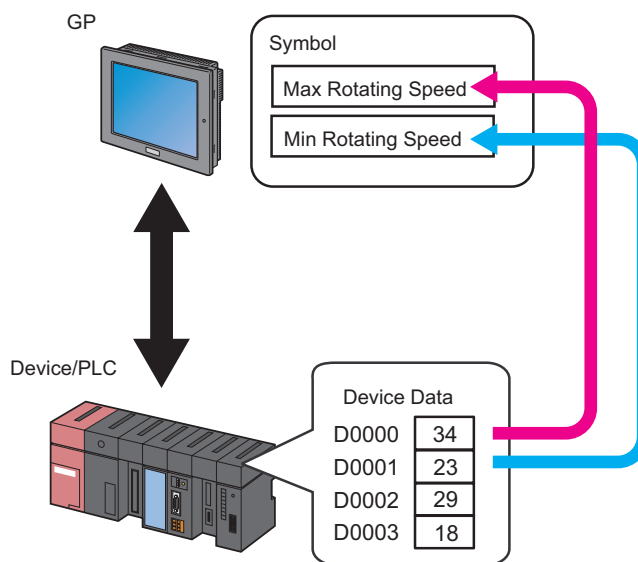 GP
Symbol
Max Rotating Speed
Min Rotating Speed
Device/PLC
Device Data
D0000 34
D0001 23
D0002 29
D0003 18